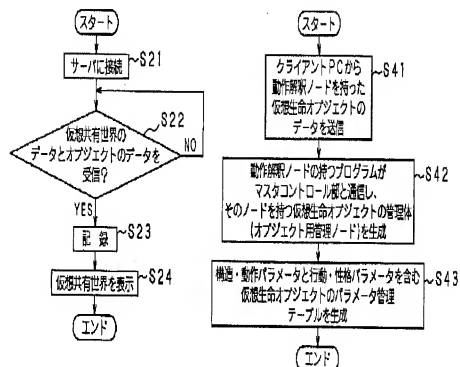 スタート
サーバに接続
S21
仮想共有世界の
データとオブジェクトのデータを
受信?
S22
NO
YES
記録
S23
仮想共有世界を表示
S24
エンド
スタート
クライアントPCから
動作解釈ノードを持った
仮想生命オブジェクトの
データを送信
S41
動作解釈ノードの持つプログラムが
マスタコントロール部と通信し、
そのノードを持つ仮想生命オブジェクトの管理体
(オブジェクト用管理ノード)を生成
S42
構造・動作パラメータと行動・性格パラメータを含む
仮想生命オブジェクトのパラメータ管理
テーブルを生成
S43
エンド